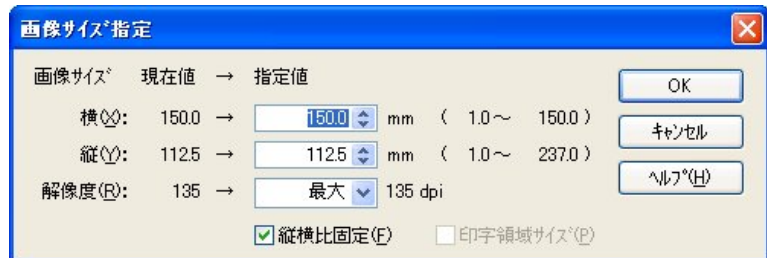 画像ｻｲｽﾞ指定
画像ｻｲｽﾞ 現在値 → 指定値
OK
横(X): 150.0 → 150.0 mm ( 1.0～ 150.0 )
ｷｬﾝｾﾙ
縦(Y): 112.5 → 112.5 mm ( 1.0～ 237.0 )
ﾍﾙﾌﾟ(H)
解像度(R): 135 → 最大 135 dpi
縦横比固定(F) 印字領域ｻｲｽﾞ(P)